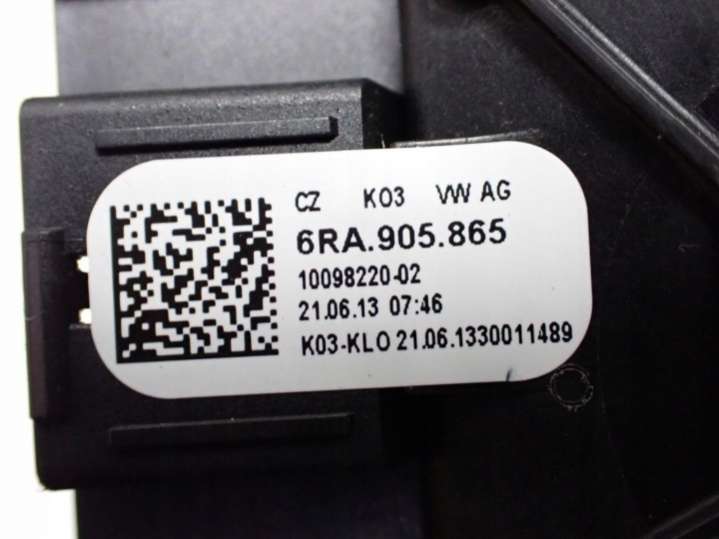 CZ K03 VW AG
6RA.905.865
10098220-02
21.06.13 07:46
K03-KLO 21.06.1330011489